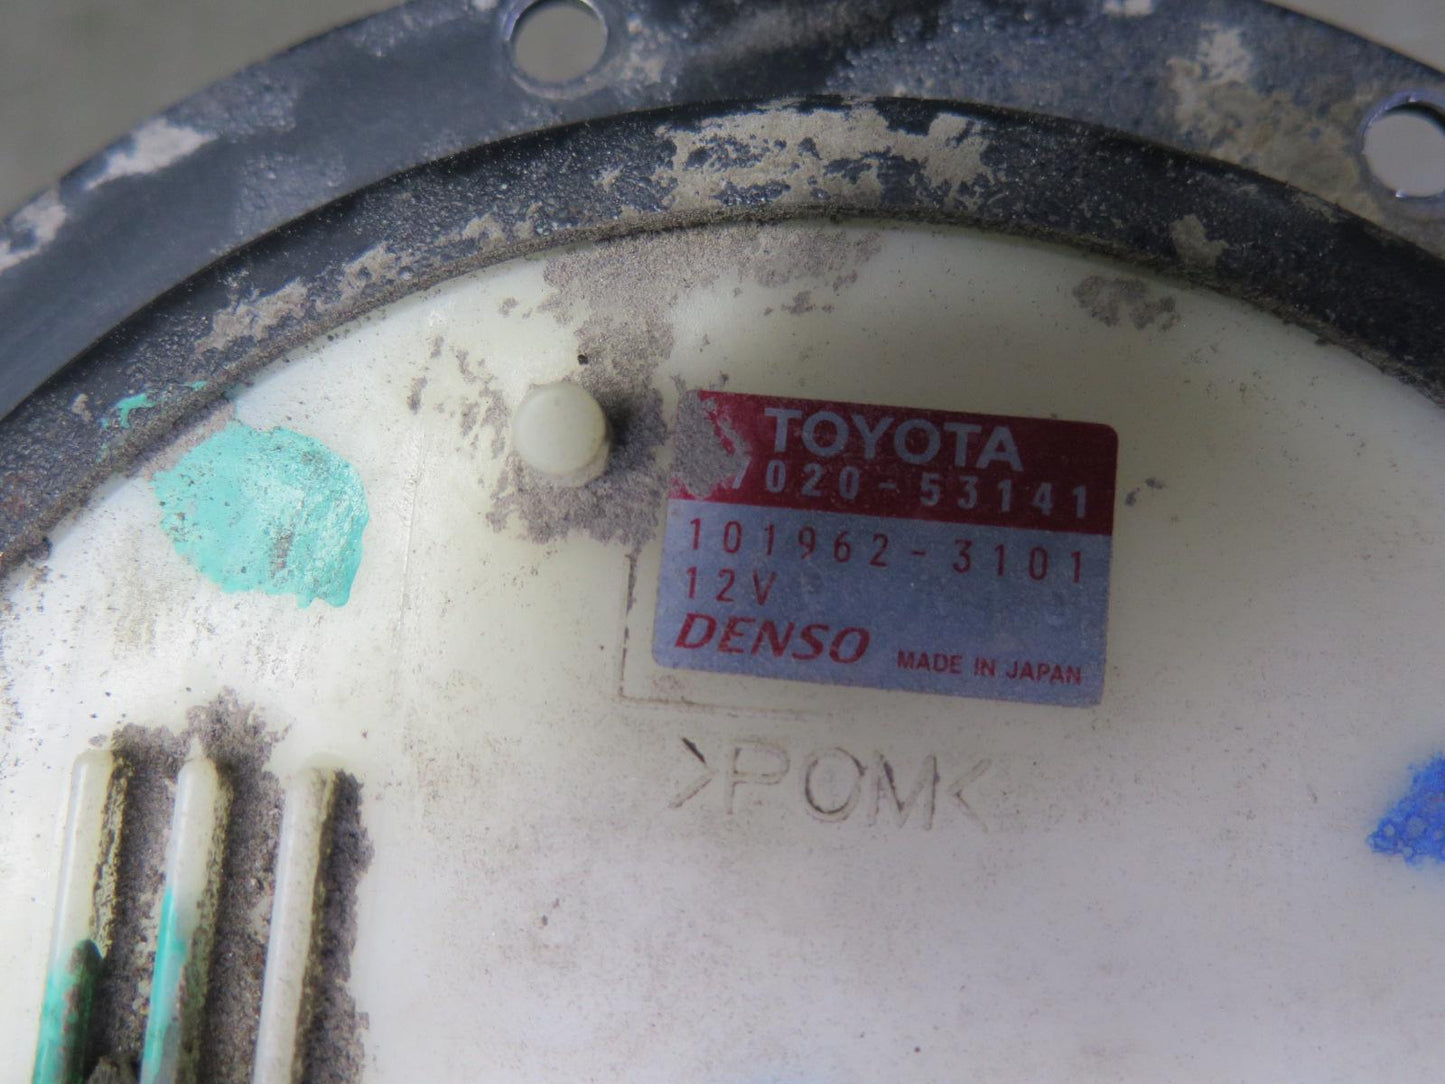 TOYOTA
7020-53141
101962-3101
12V
DENSO MADE IN JAPAN
>POM<